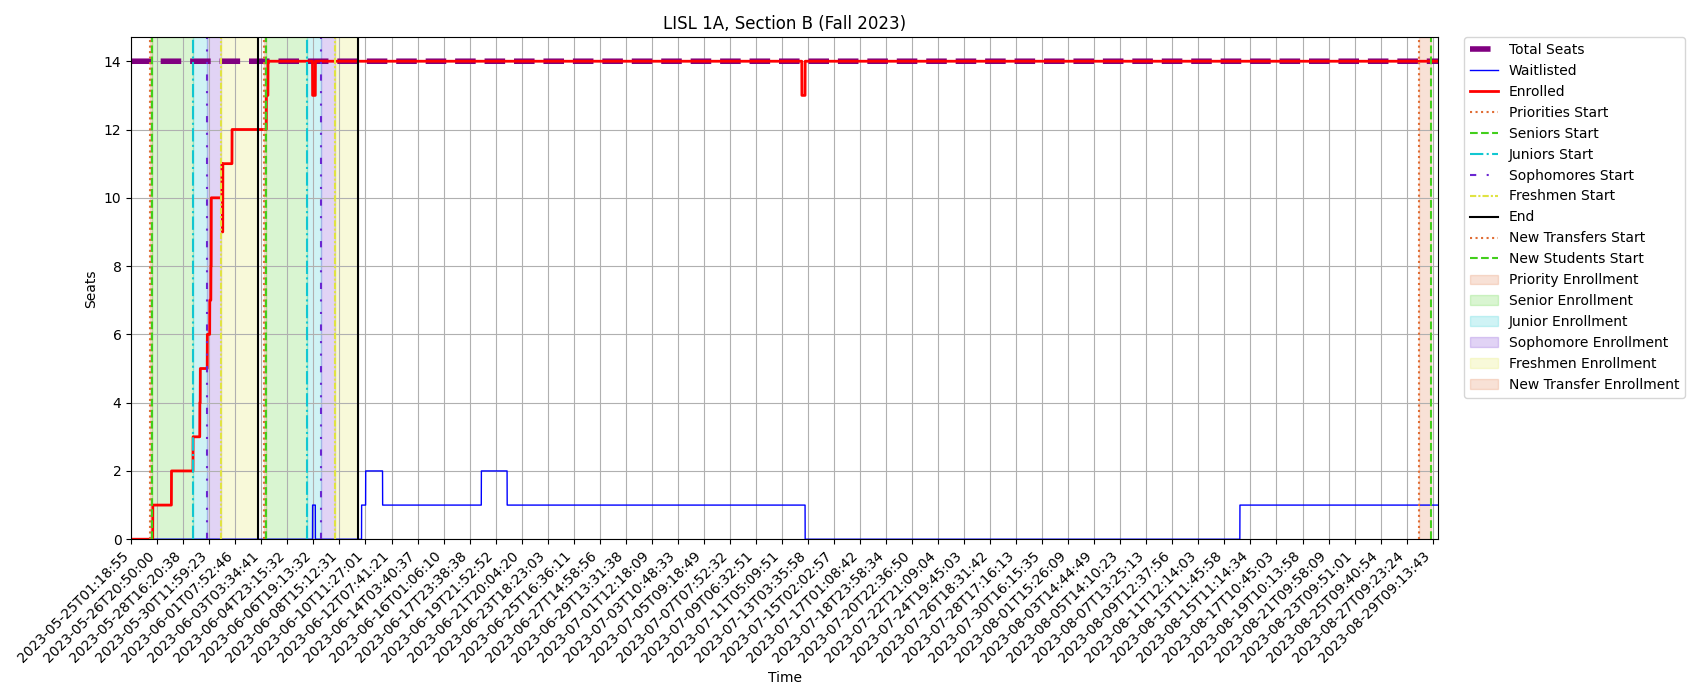 LISL 1A, Section B (Fall 2023)
Seats
14
12
10
8
6
4
2
0
2023-05-25T01:18:55
2023-05-26T20:50:00
2023-05-28T16:20:38
2023-05-30T11:59:23
2023-06-01T07:52:46
2023-06-03T03:34:41
2023-06-04T23:15:32
2023-06-06T19:13:32
2023-06-08T15:12:31
2023-06-10T11:27:01
2023-06-12T07:41:21
2023-06-14T03:40:37
2023-06-16T01:06:10
2023-06-17T23:38:38
2023-06-19T21:52:52
2023-06-21T20:04:20
2023-06-23T18:23:03
2023-06-25T16:36:11
2023-06-27T14:58:56
2023-06-29T13:31:38
2023-07-01T12:18:09
2023-07-03T10:48:33
2023-07-05T09:18:49
2023-07-07T07:52:32
2023-07-09T06:32:51
2023-07-11T05:09:51
2023-07-13T03:35:58
2023-07-15T02:02:57
2023-07-17T01:08:42
2023-07-18T23:58:34
2023-07-20T22:36:50
2023-07-22T21:09:04
2023-07-24T19:45:03
2023-07-26T18:31:42
2023-07-28T17:16:13
2023-07-30T16:15:35
2023-08-01T15:26:09
2023-08-03T14:44:49
2023-08-05T14:10:23
2023-08-07T13:25:13
2023-08-09T12:37:56
2023-08-11T12:14:03
2023-08-13T11:45:58
2023-08-15T11:14:34
2023-08-17T10:45:03
2023-08-19T10:13:58
2023-08-21T09:58:09
2023-08-23T09:51:01
2023-08-25T09:40:54
2023-08-27T09:23:24
2023-08-29T09:13:43
Time
Total Seats
Waitlisted
Enrolled
Priorities Start
Seniors Start
Juniors Start
Sophomores Start
Freshmen Start
End
New Transfers Start
New Students Start
Priority Enrollment
Senior Enrollment
Junior Enrollment
Sophomore Enrollment
Freshmen Enrollment
New Transfer Enrollment